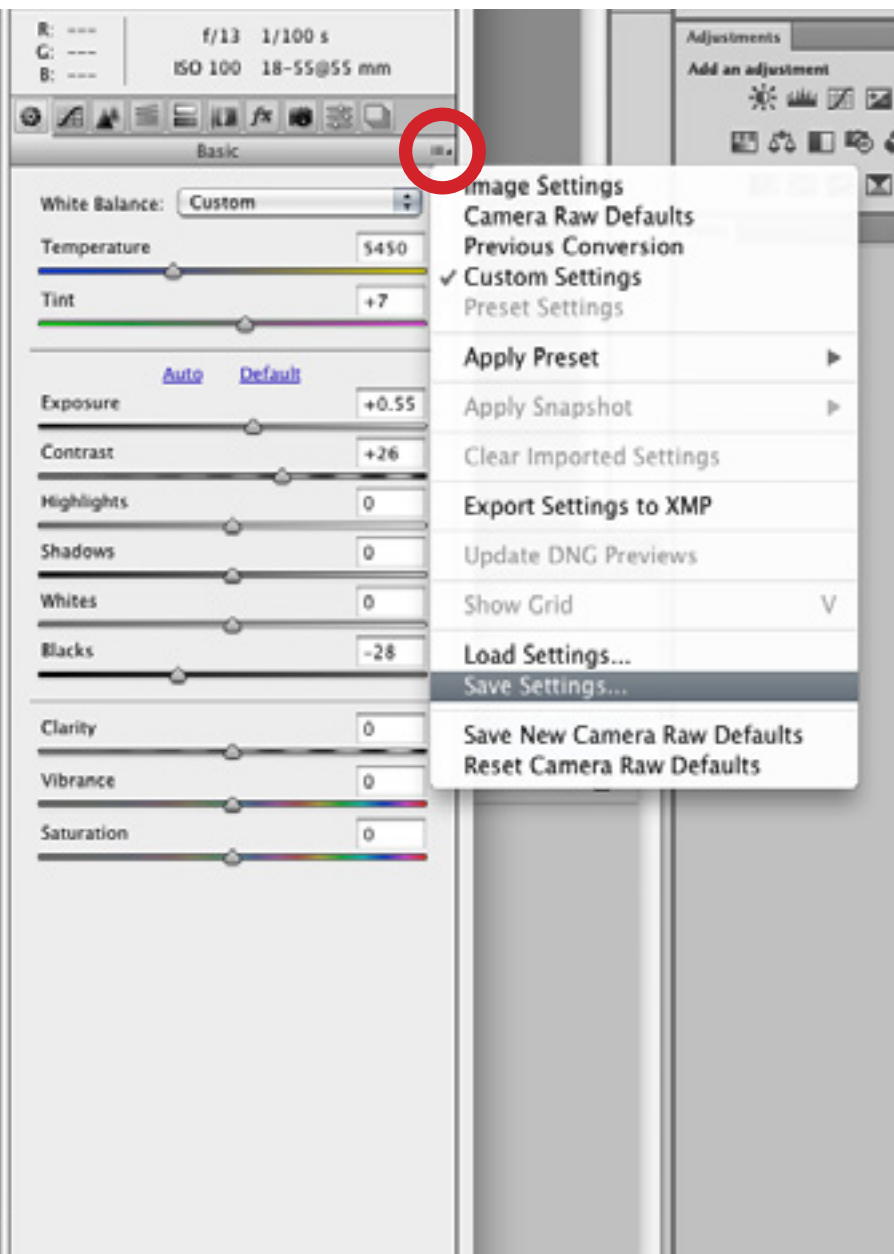 R: --- f/13 1/100 s
G: ---
B: --- ISO 100 18-55@55 mm
Basic
White Balance: Custom
Temperature 5450
Tint +7
Auto Default
Exposure +0.55
Contrast +26
Highlights 0
Shadows 0
Whites 0
Blacks -28
Clarity 0
Vibrance 0
Saturation 0
Image Settings
Camera Raw Defaults
Previous Conversion
✓ Custom Settings
Preset Settings
Apply Preset
Apply Snapshot
Clear Imported Settings
Export Settings to XMP
Update DNG Previews
Show Grid V
Load Settings...
Save Settings...
Save New Camera Raw Defaults
Reset Camera Raw Defaults
Adjustments
Add an adjustment